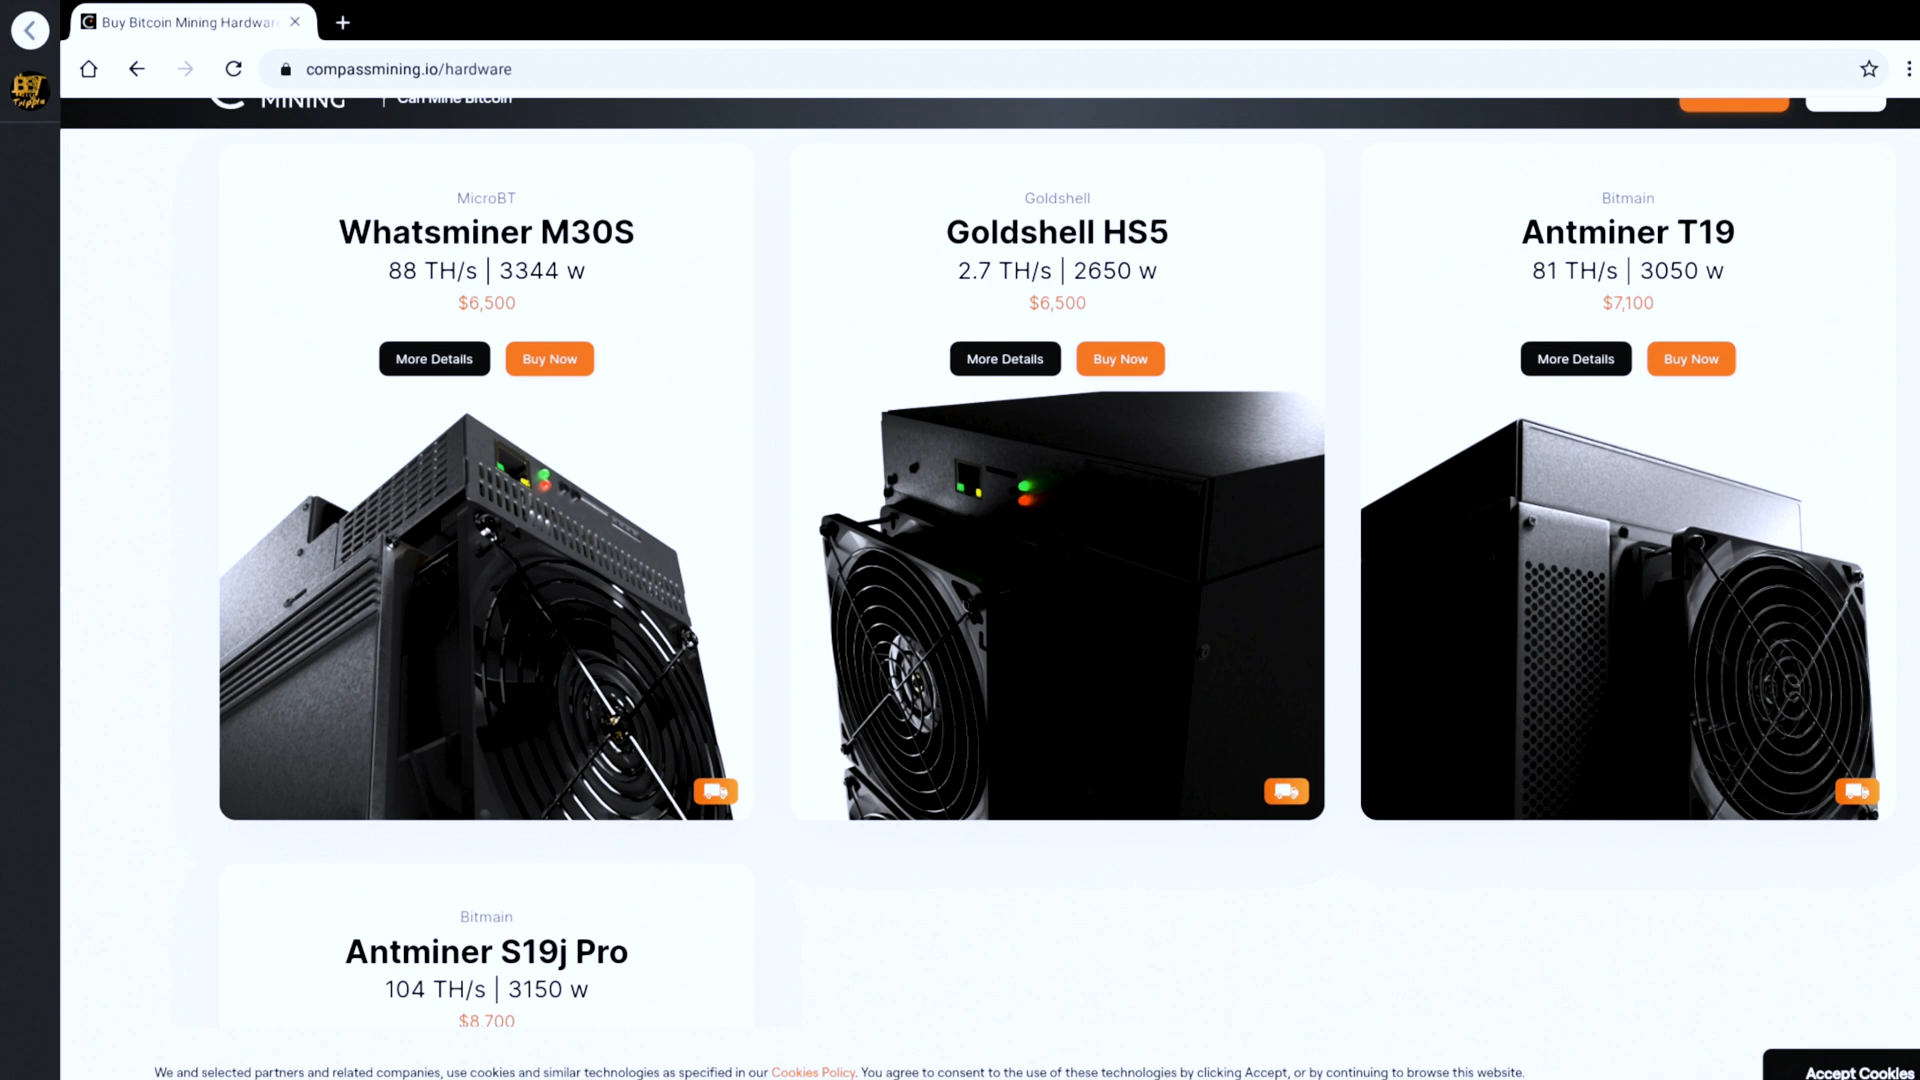 Buy Bitcoin Mining Hardwar
compassmining.io/hardware
MINING | Can Mine Bitcoin
MicroBT
Whatsminer M30S
88 TH/s | 3344 w
$6,500
More Details
Buy Now
Goldshell
Goldshell HS5
2.7 TH/s | 2650 w
$6,500
More Details
Buy Now
Bitmain
Antminer T19
81 TH/s | 3050 w
$7,100
More Details
Buy Now
Bitmain
Antminer S19j Pro
104 TH/s | 3150 w
$8,700
We and selected partners and related companies, use cookies and similar technologies as specified in our Cookies Policy. You agree to consent to the use of these technologies by clicking Accept, or by continuing to browse this website.
Accept Cookies